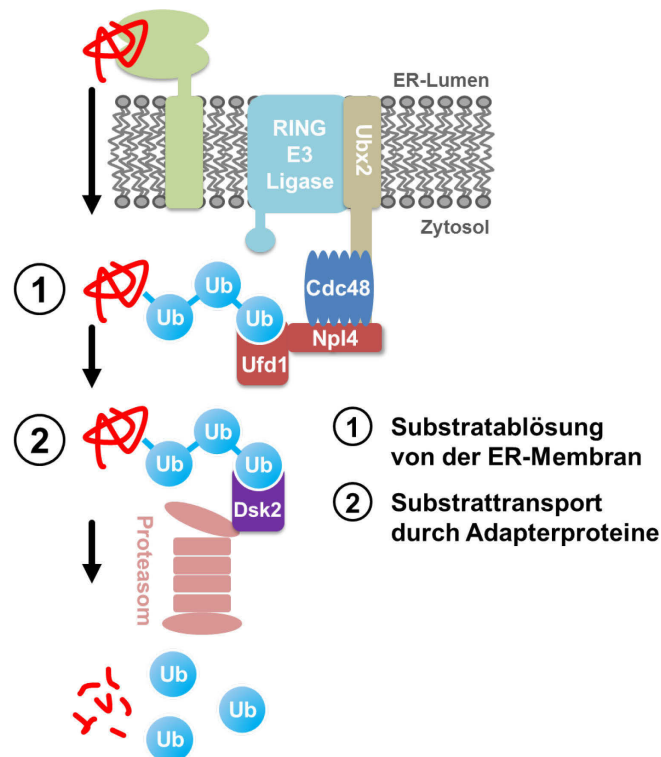 ER-Lumen
RING
E3
Ligase
Ubx2
Zytosol
1
Cdc48
Ub
Ub
Ub
Npl4
Ufd1
2
Ub
Ub
Ub
Dsk2
Proteasom
1 Substratablösung
von der ER-Membran
2 Substrattransport
durch Adapterproteine
Ub
Ub
Ub